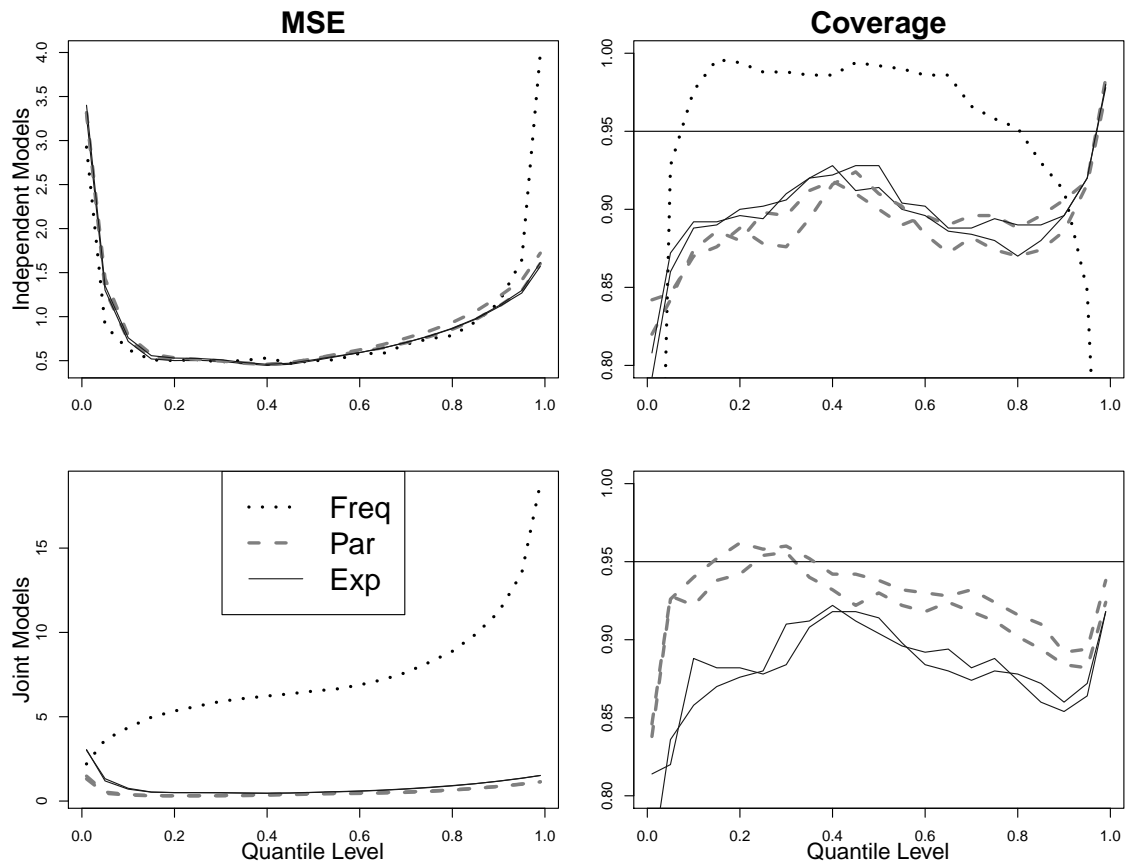 MSE
Coverage
Independent Models
0.5 1.0 1.5 2.0 2.5 3.0 3.5 4.0
0.0 0.2 0.4 0.6 0.8 1.0
0.80 0.85 0.90 0.95 1.00
0.0 0.2 0.4 0.6 0.8 1.0
Joint Models
0 5 10 15
Freq
Par
Exp
0.0 0.2 0.4 0.6 0.8 1.0
Quantile Level
0.80 0.85 0.90 0.95 1.00
0.0 0.2 0.4 0.6 0.8 1.0
Quantile Level